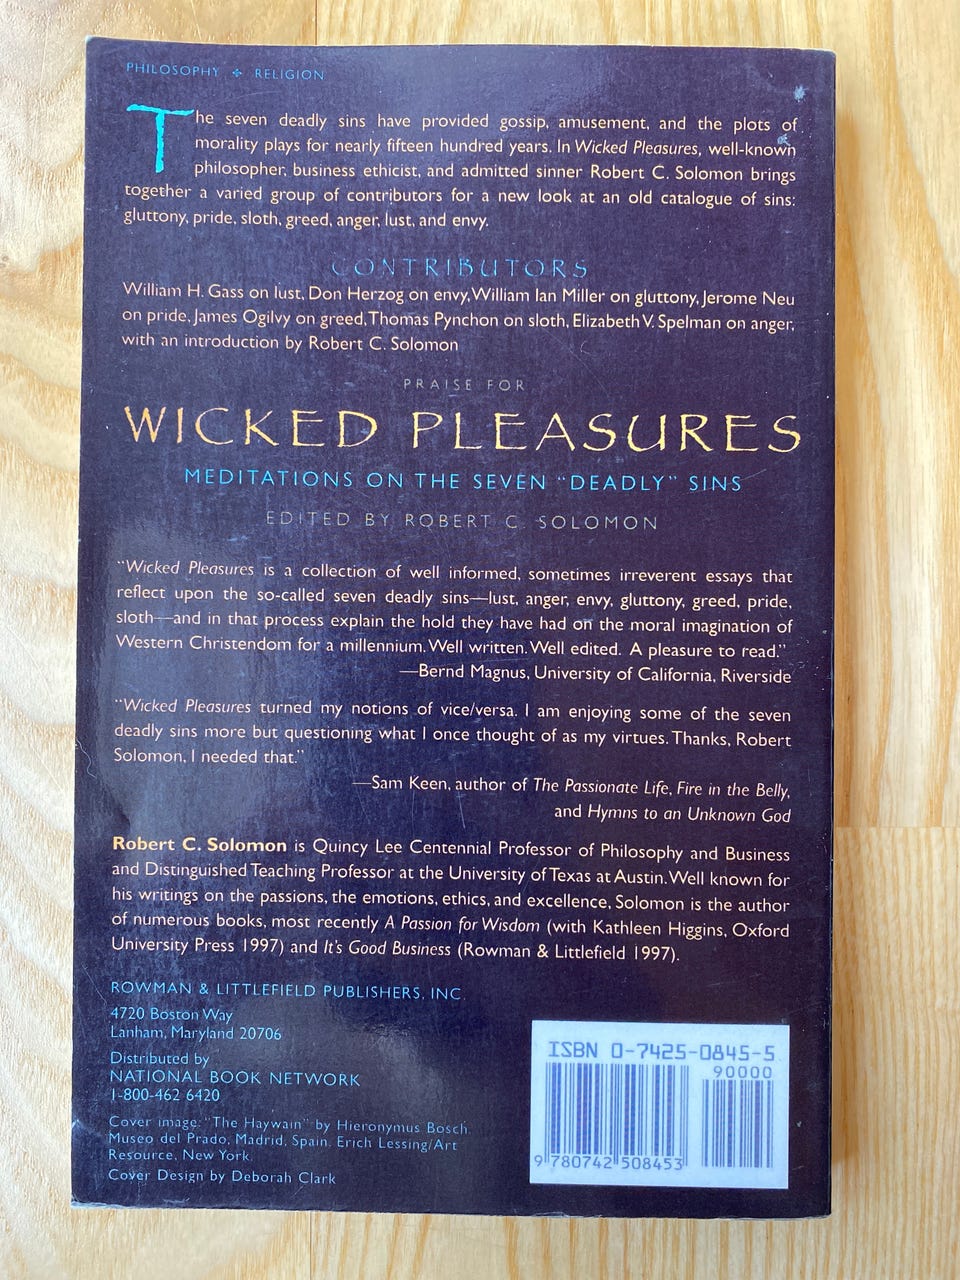 PHILOSOPHY ✣ RELIGION
The seven deadly sins have provided gossip, amusement, and the plots of
morality plays for nearly fifteen hundred years. In Wicked Pleasures, well-known
philosopher, business ethicist, and admitted sinner Robert C. Solomon brings
together a varied group of contributors for a new look at an old catalogue of sins:
gluttony, pride, sloth, greed, anger, lust, and envy.
CONTRIBUTORS
William H. Gass on lust, Don Herzog on envy, William Ian Miller on gluttony, Jerome Neu
on pride, James Ogilvy on greed, Thomas Pynchon on sloth, Elizabeth V. Spelman on anger,
with an introduction by Robert C. Solomon
PRAISE FOR
WICKED PLEASURES
MEDITATIONS ON THE SEVEN “DEADLY” SINS
EDITED BY ROBERT C. SOLOMON
“Wicked Pleasures is a collection of well informed, sometimes irreverent essays that
reflect upon the so-called seven deadly sins—lust, anger, envy, gluttony, greed, pride,
sloth—and in that process explain the hold they have had on the moral imagination of
Western Christendom for a millennium. Well written. Well edited. A pleasure to read.”
—Bernd Magnus, University of California, Riverside
“Wicked Pleasures turned my notions of vice/versa. I am enjoying some of the seven
deadly sins more but questioning what I once thought of as my virtues. Thanks, Robert
Solomon, I needed that.”
—Sam Keen, author of The Passionate Life, Fire in the Belly,
and Hymns to an Unknown God
Robert C. Solomon is Quincy Lee Centennial Professor of Philosophy and Business
and Distinguished Teaching Professor at the University of Texas at Austin. Well known for
his writings on the passions, the emotions, ethics, and excellence, Solomon is the author
of numerous books, most recently A Passion for Wisdom (with Kathleen Higgins, Oxford
University Press 1997) and It's Good Business (Rowman & Littlefield 1997).
ROWMAN & LITTLEFIELD PUBLISHERS, INC.
4720 Boston Way
Lanham, Maryland 20706
Distributed by
NATIONAL BOOK NETWORK
1-800-462 6420
Cover image: “The Haywain” by Hieronymus Bosch.
Museo del Prado, Madrid, Spain. Erich Lessing/Art
Resource, New York.
Cover Design by Deborah Clark
ISBN 0-7425-0845-5
90000
9 780742 508453